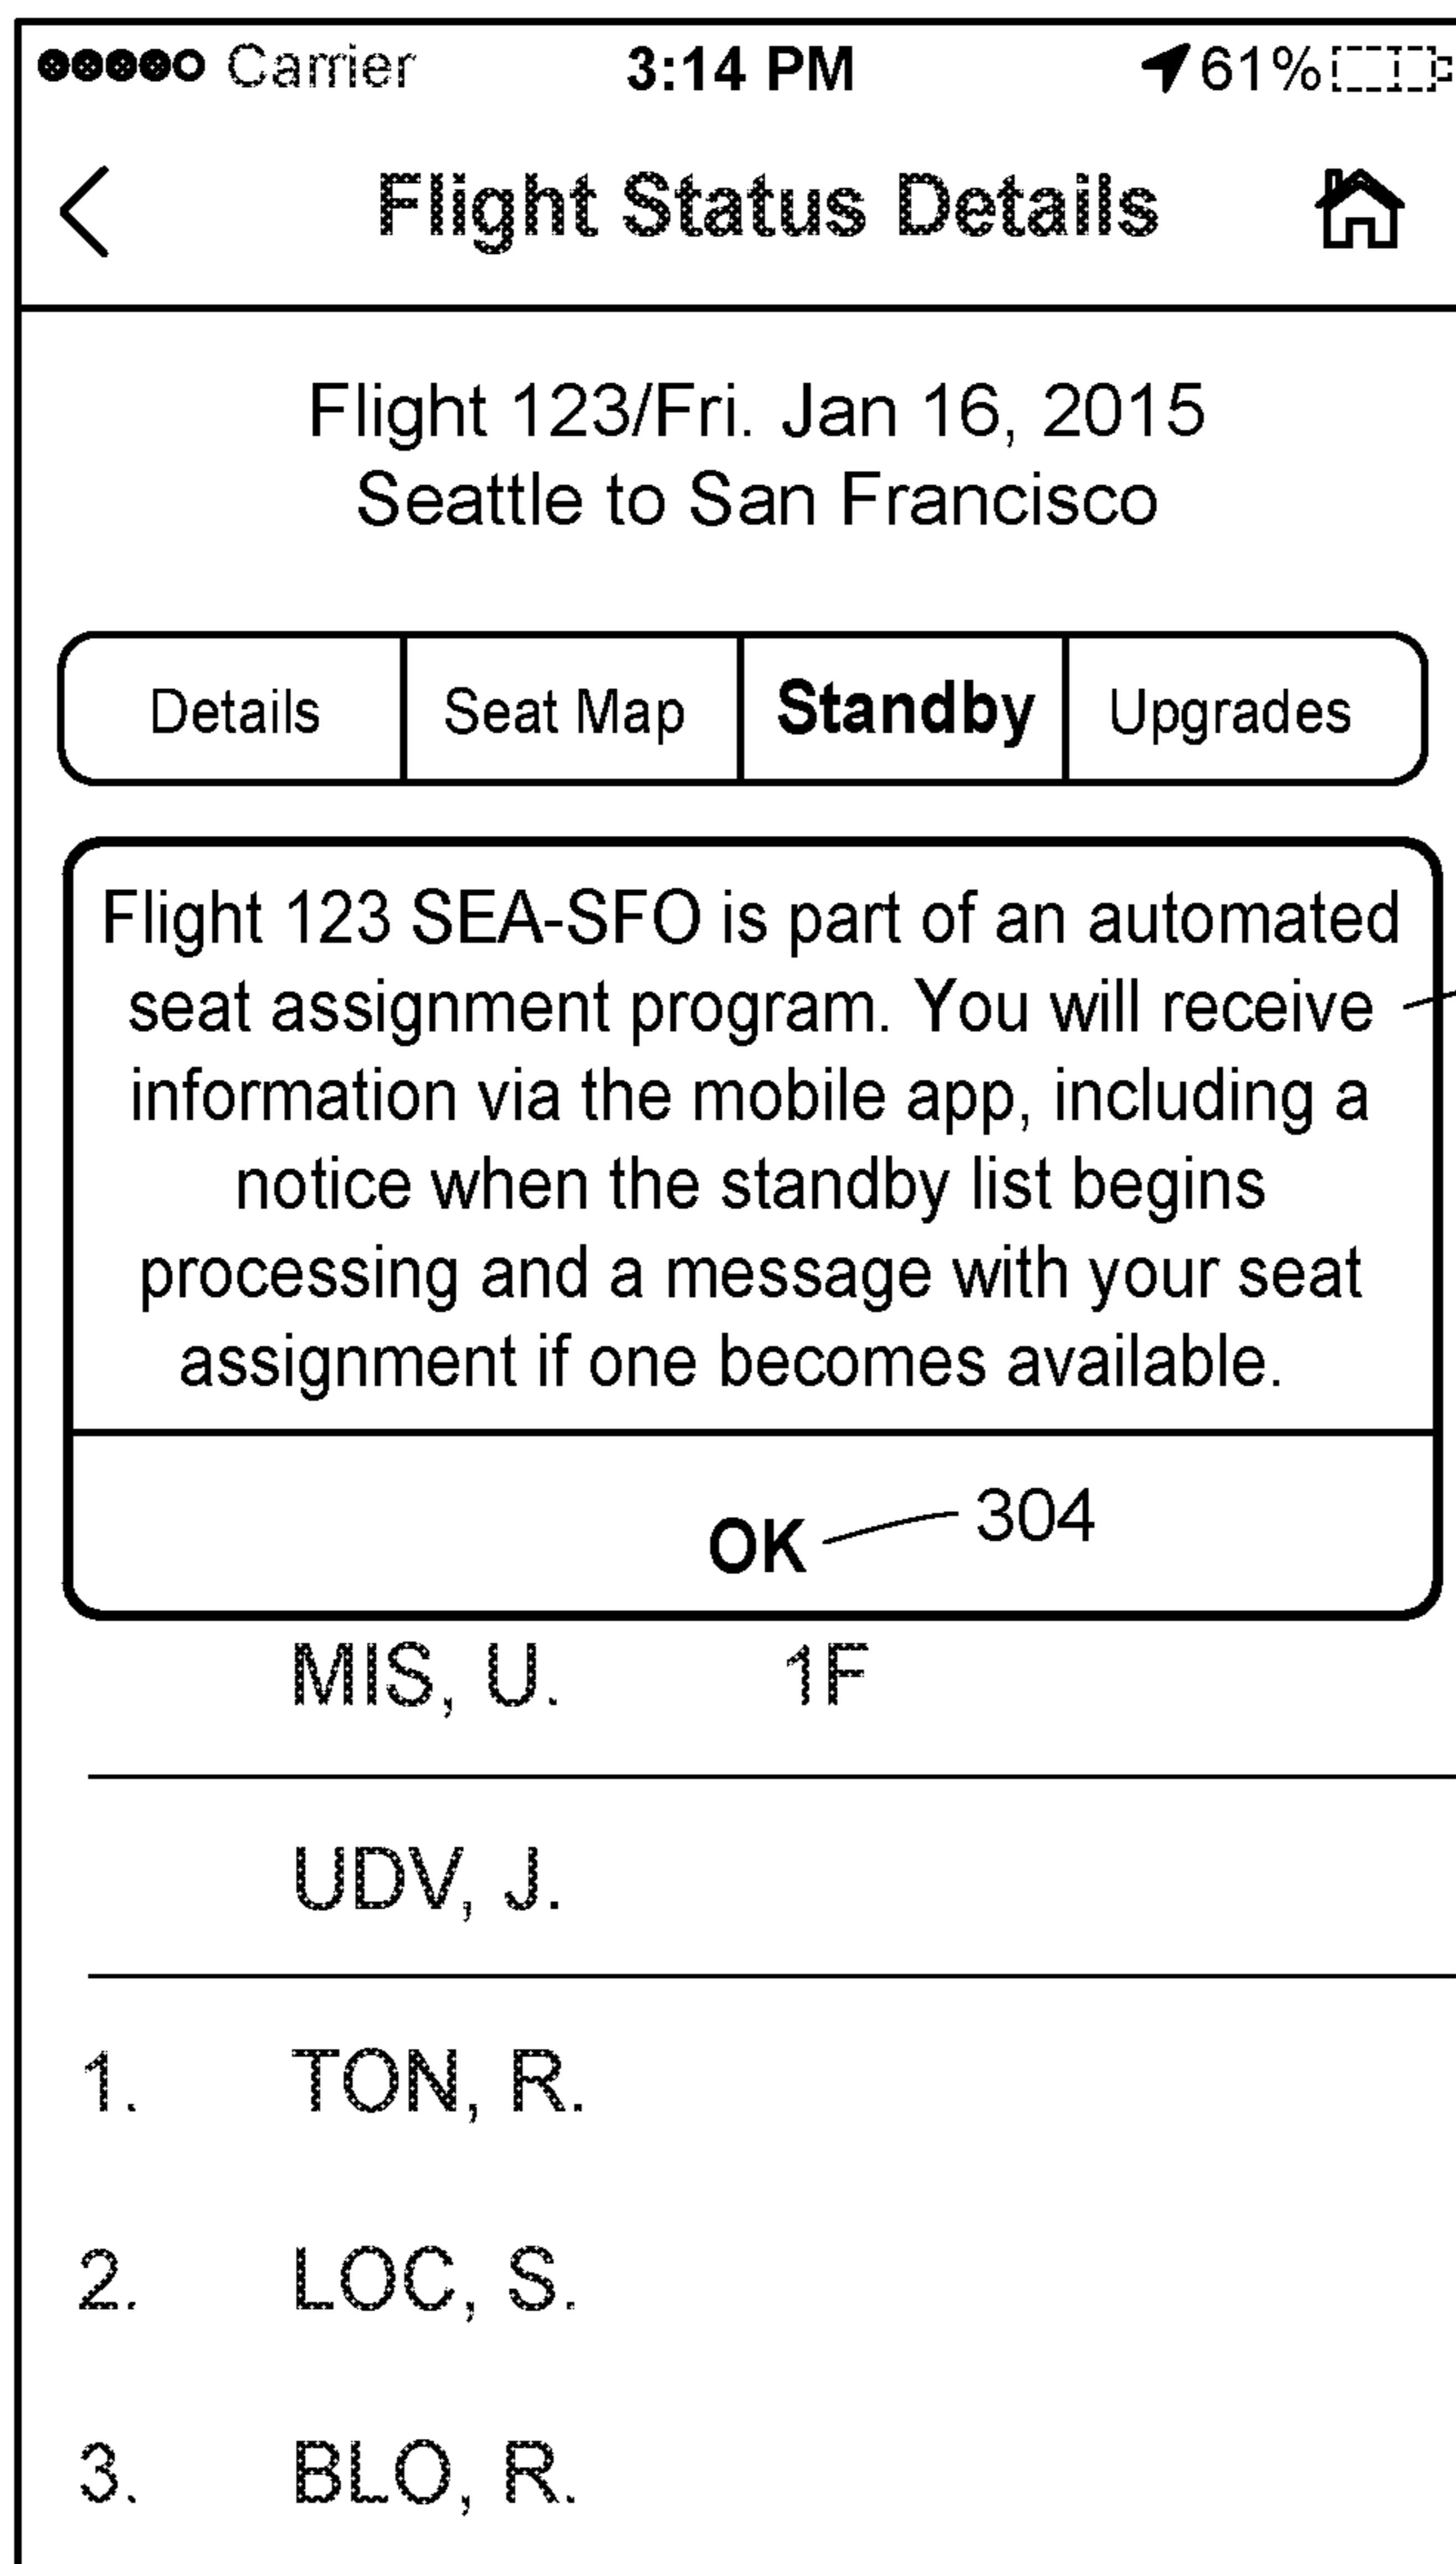 Carrier 3:14 PM 61%
Flight Status Details
Flight 123/Fri. Jan 16, 2015
Seattle to San Francisco
Details Seat Map Standby Upgrades
Flight 123 SEA-SFO is part of an automated
seat assignment program. You will receive
information via the mobile app, including a
notice when the standby list begins
processing and a message with your seat
assignment if one becomes available.
OK 304
MIS, U. 1F
UDV, J.
1. TON, R.
2. LOC, S.
3. BLO, R.